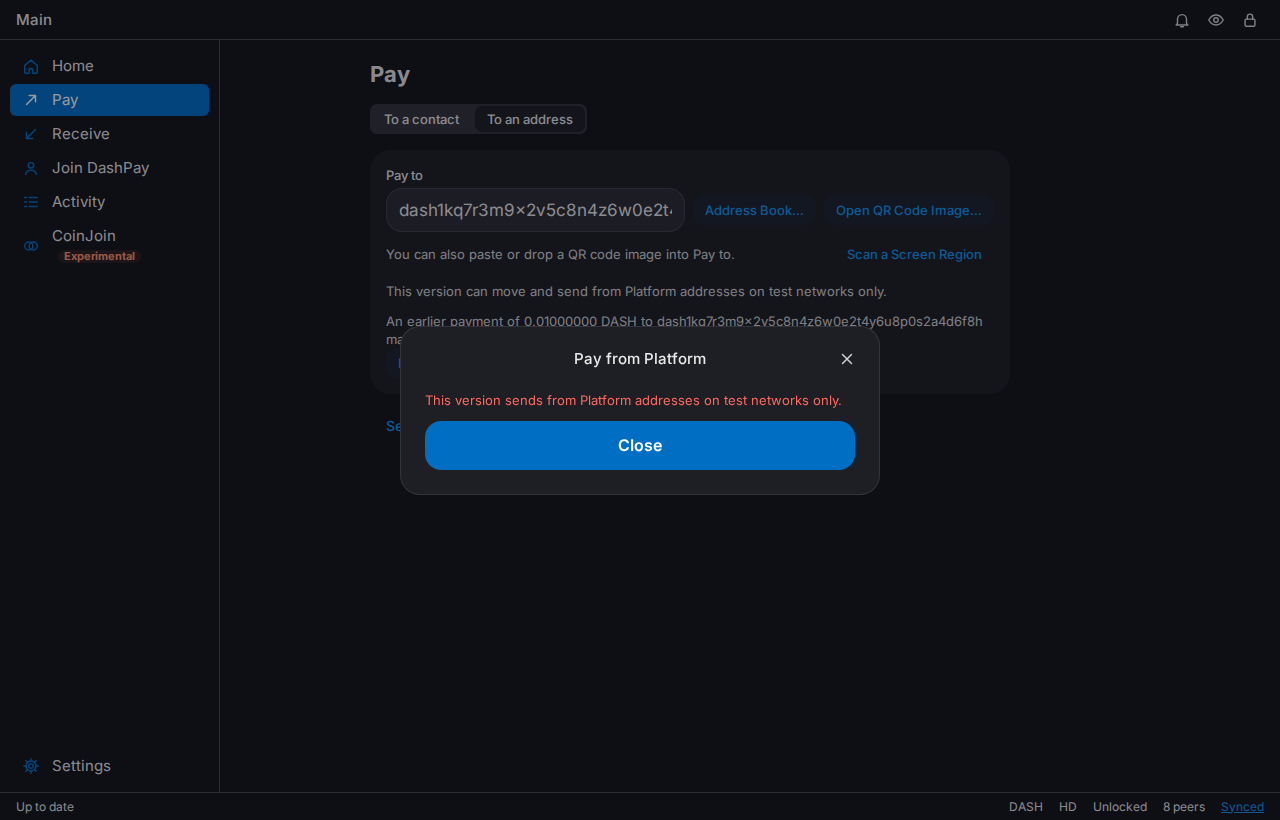 Main
Home
Pay
Receive
Join DashPay
Activity
CoinJoin
Experimental
Settings
Pay
To a contact
To an address
Pay to
dash1kq7r3m9×2v5c8n4z6w0e2t
Address Book...
Open QR Code Image...
You can also paste or drop a QR code image into Pay to.
Scan a Screen Region
This version can move and send from Platform addresses on test networks only.
An earlier payment of 0.01000000 DASH to dash1kq7r3m9×2v5c8n4z6w0e2t4y6u8p0s2a4d6f8h
Pay from Platform
This version sends from Platform addresses on test networks only.
Close
Up to date
DASH
HD
Unlocked
8 peers
Synced